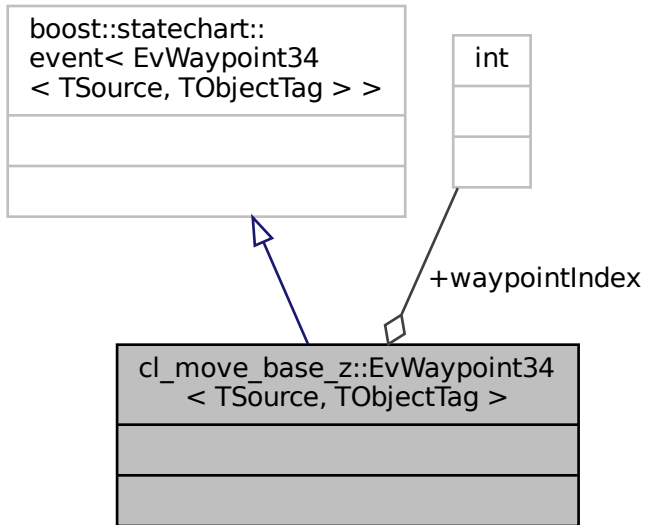 boost::statechart::
event< EvWaypoint34
< TSource, TObjectTag > >
int
+waypointIndex
cl_move_base_z::EvWaypoint34
< TSource, TObjectTag >